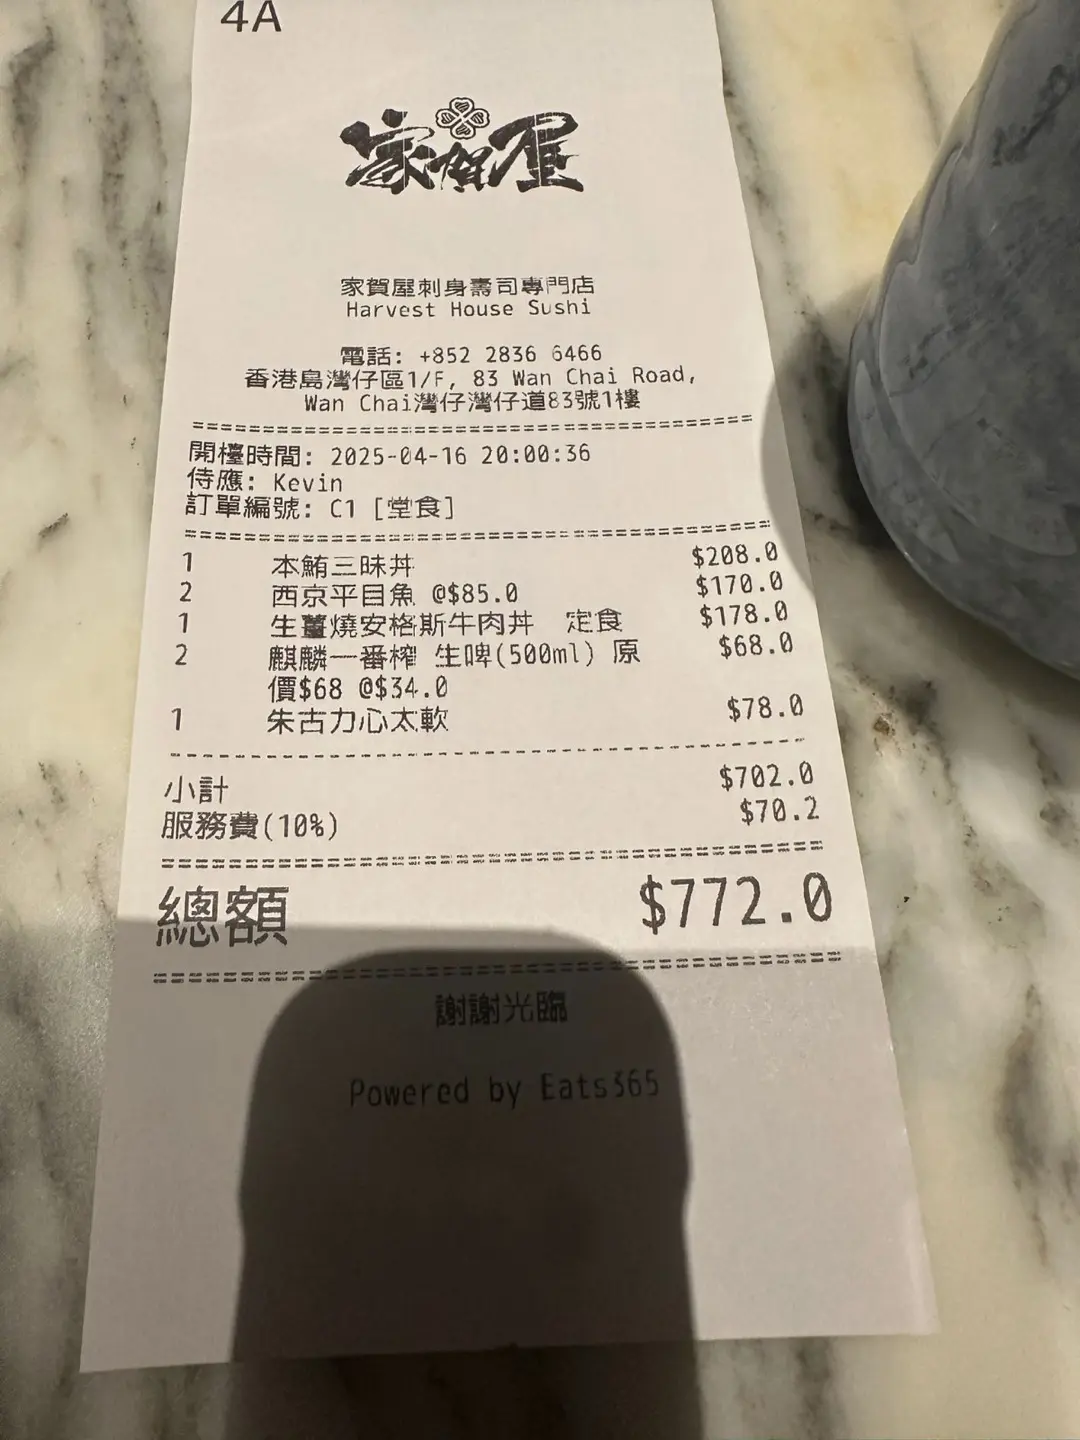 4A
家賀屋
家賀屋刺身壽司專門店
Harvest House Sushi
電話: +852 2836 6466
香港島灣仔區1/F, 83 Wan Chai Road,
Wan Chai灣仔灣仔道83號1樓
開檯時間: 2025-04-16 20:00:36
侍應: Kevin
訂單編號: C1 [堂食]
1 本鮪三昧丼 $208.0
2 西京平目魚 @$85.0 $170.0
1 生薑燒安格斯牛肉丼 定食 $178.0
2 麒麟一番榨 生啤(500ml) 原 $68.0
價$68 @$34.0
1 朱古力心太軟 $78.0
小計 $702.0
服務費(10%) $70.2
總額 $772.0
謝謝光臨
Powered by Eats365